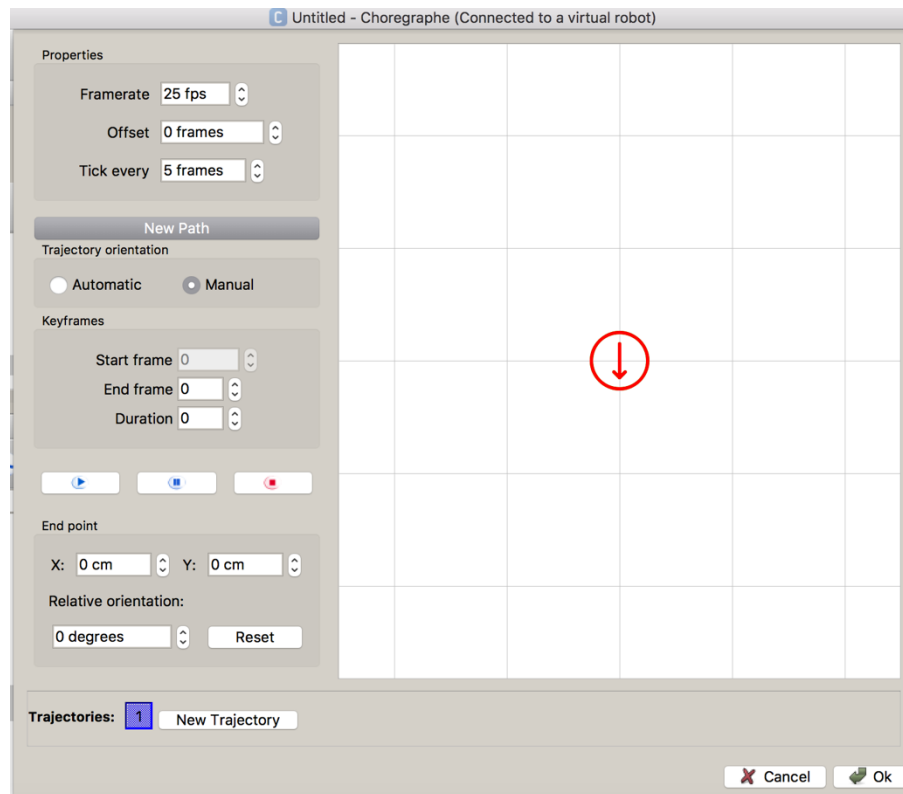 Untitled - Choregraphe (Connected to a virtual robot)
Properties
Framerate 25 fps
Offset 0 frames
Tick every 5 frames
New Path
Trajectory orientation
Automatic Manual
Keyframes
Start frame 0
End frame 0
Duration 0
End point
X: 0 cm Y: 0 cm
Relative orientation:
0 degrees Reset
Trajectories: 1 New Trajectory
Cancel Ok